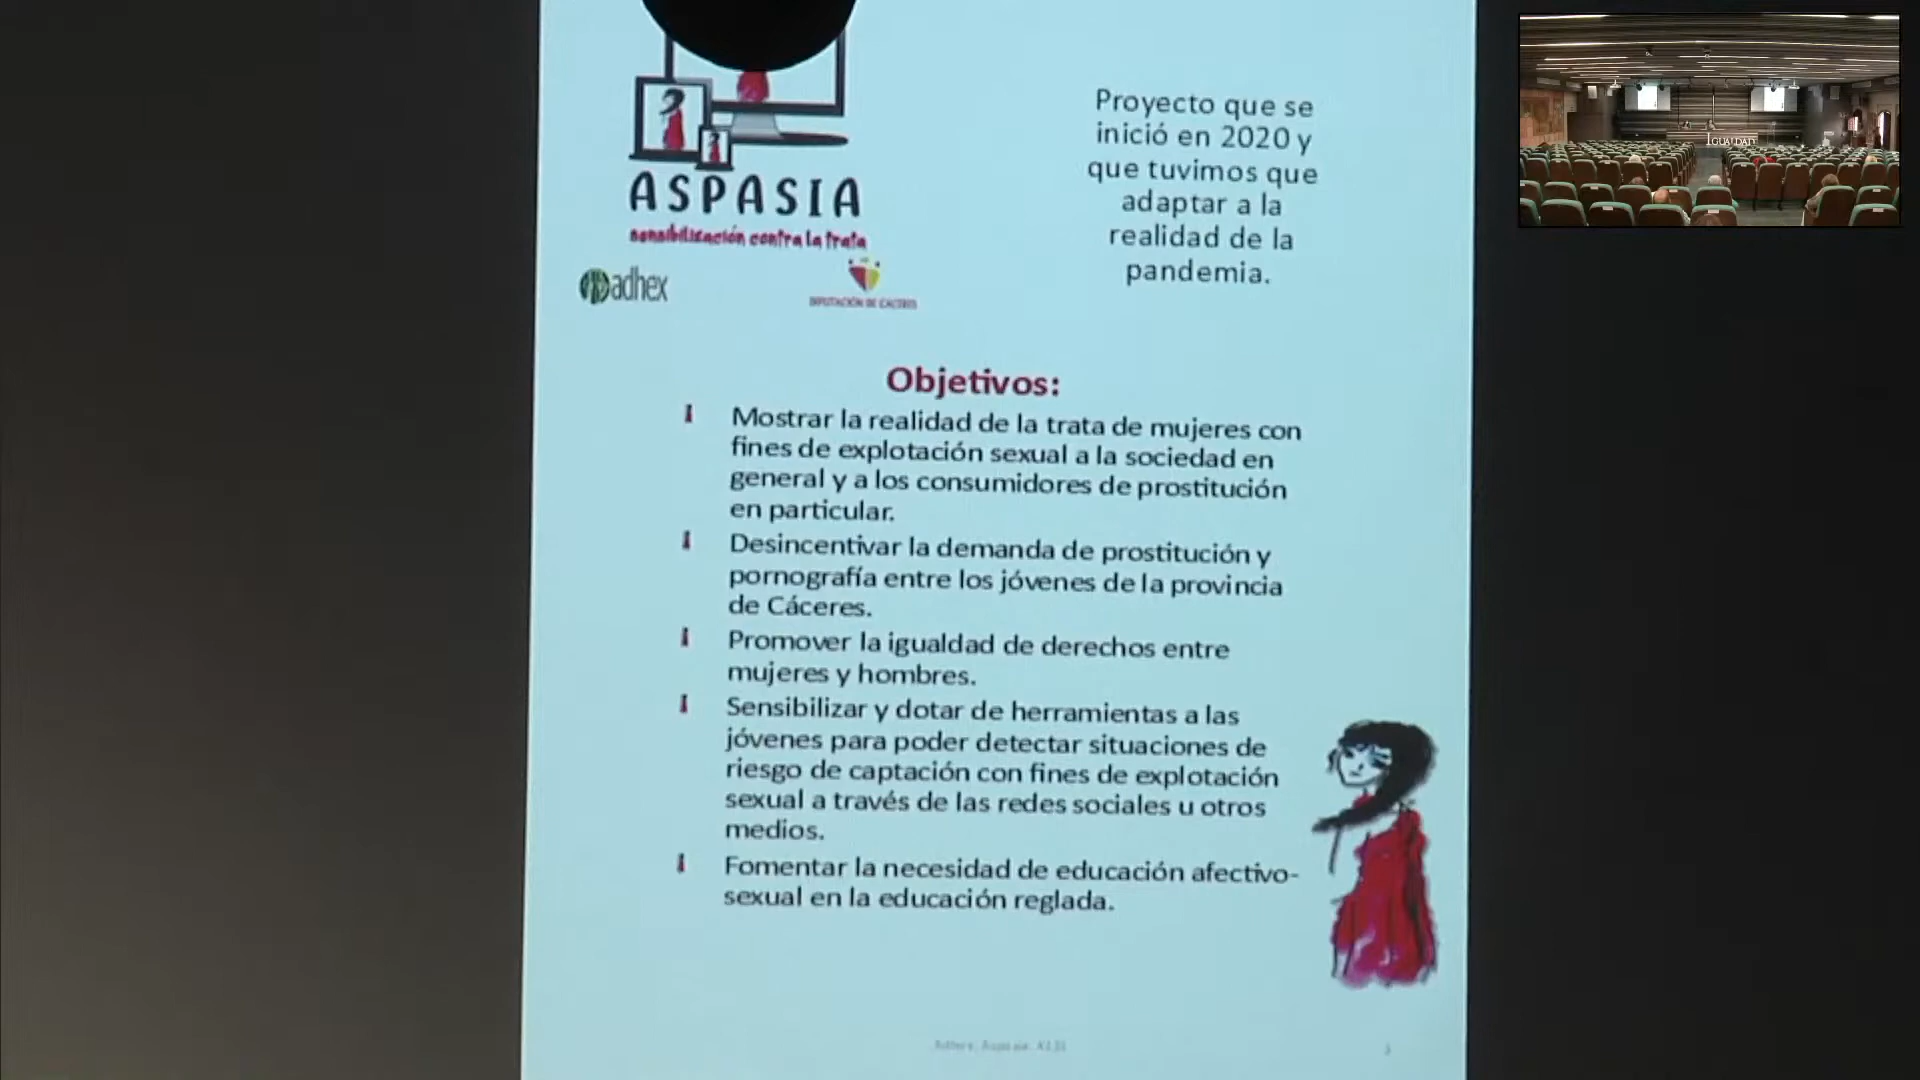 ASPASIA
sensibilización contra la trata
adhex
DIPUTACIÓN DE CÁCERES
Proyecto que se
inició en 2020 y
que tuvimos que
adaptar a la
realidad de la
pandemia.
Objetivos:
Mostrar la realidad de la trata de mujeres con
fines de explotación sexual a la sociedad en
general y a los consumidores de prostitución
en particular.
Desincentivar la demanda de prostitución y
pornografía entre los jóvenes de la provincia
de Cáceres.
Promover la igualdad de derechos entre
mujeres y hombres.
Sensibilizar y dotar de herramientas a las
jóvenes para poder detectar situaciones de
riesgo de captación con fines de explotación
sexual a través de las redes sociales u otros
medios.
Fomentar la necesidad de educación afectivo-
sexual en la educación reglada.
IGUALDAD